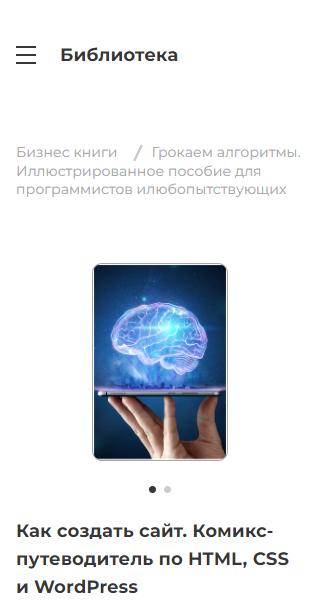 Библиотека
Бизнес книги / Грокаем алгоритмы.
Иллюстрированное пособие для
программистов илюбопытствующих
Как создать сайт. Комикс-
путеводитель по HTML, CSS
и WordPress